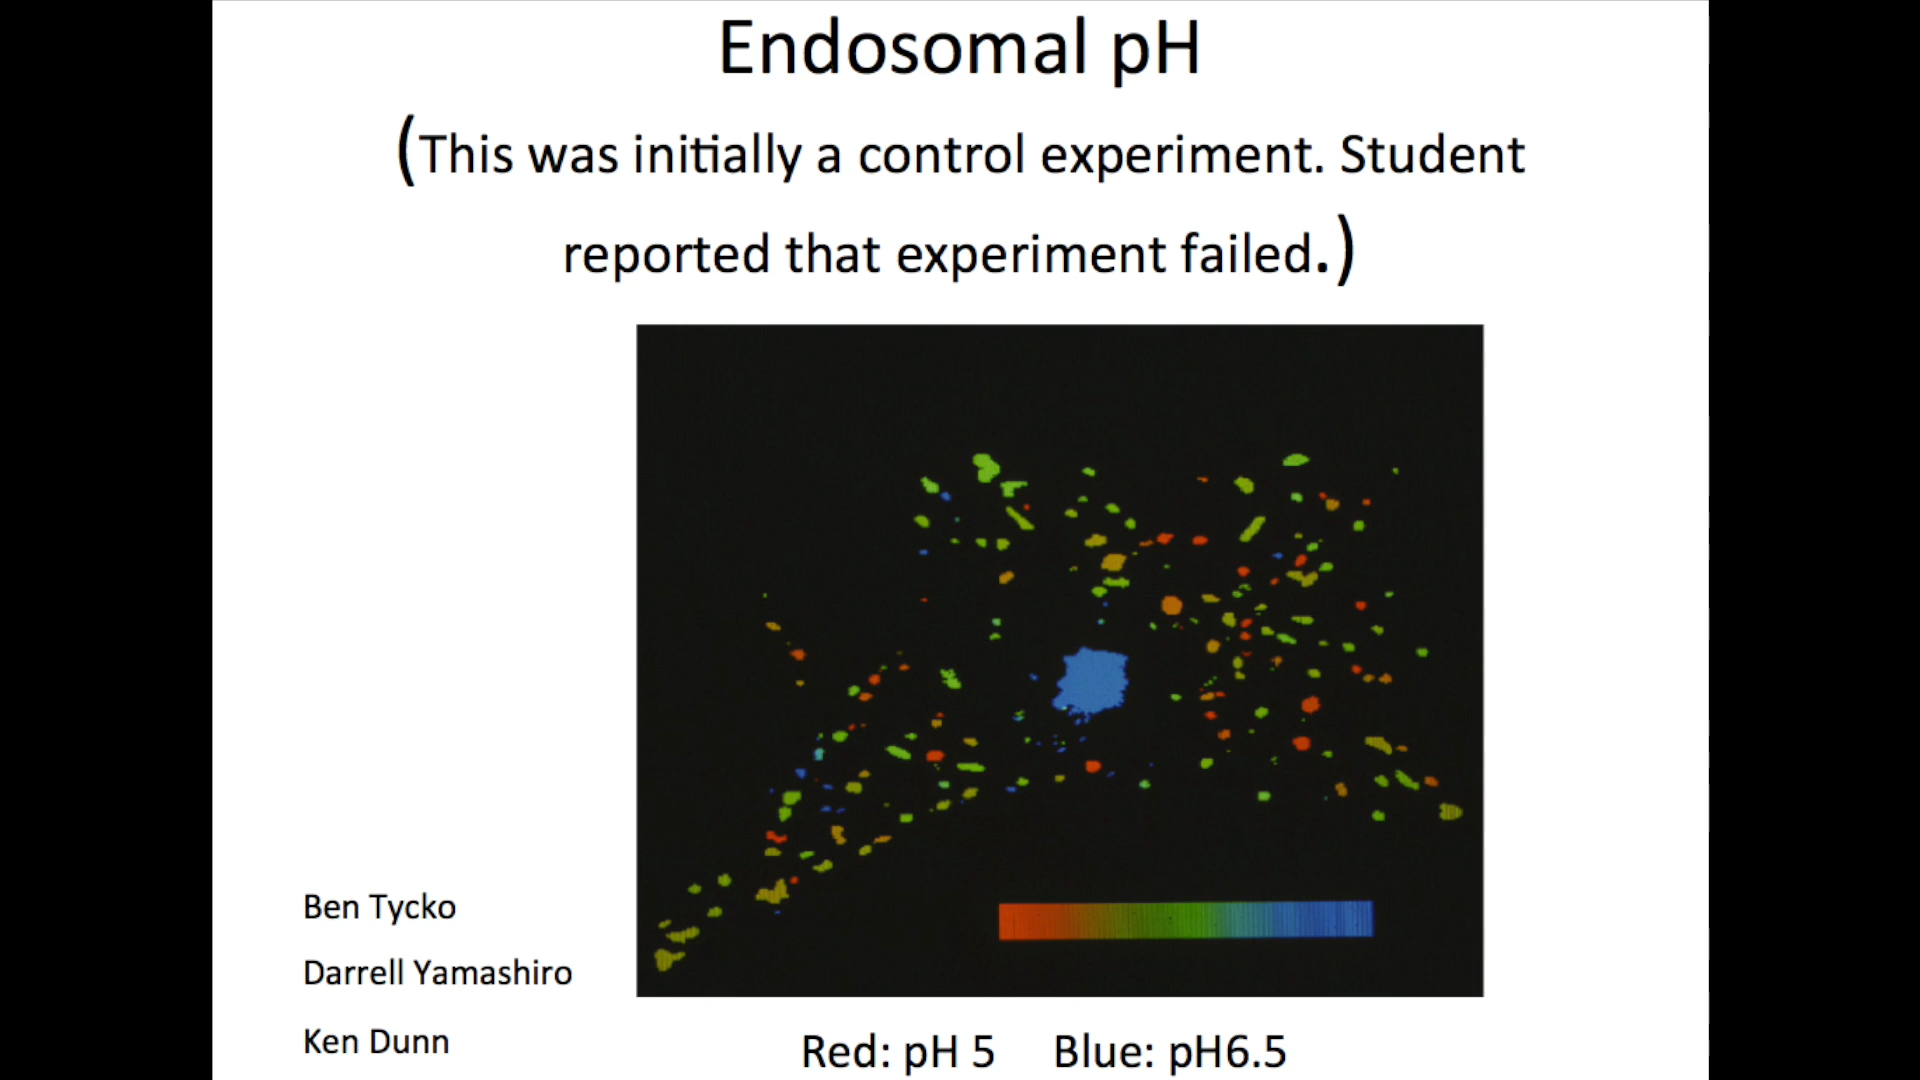 Endosomal pH
(This was initially a control experiment. Student
reported that experiment failed.)
Ben Tycko
Darrell Yamashiro
Ken Dunn
Red: pH 5 Blue: pH6.5